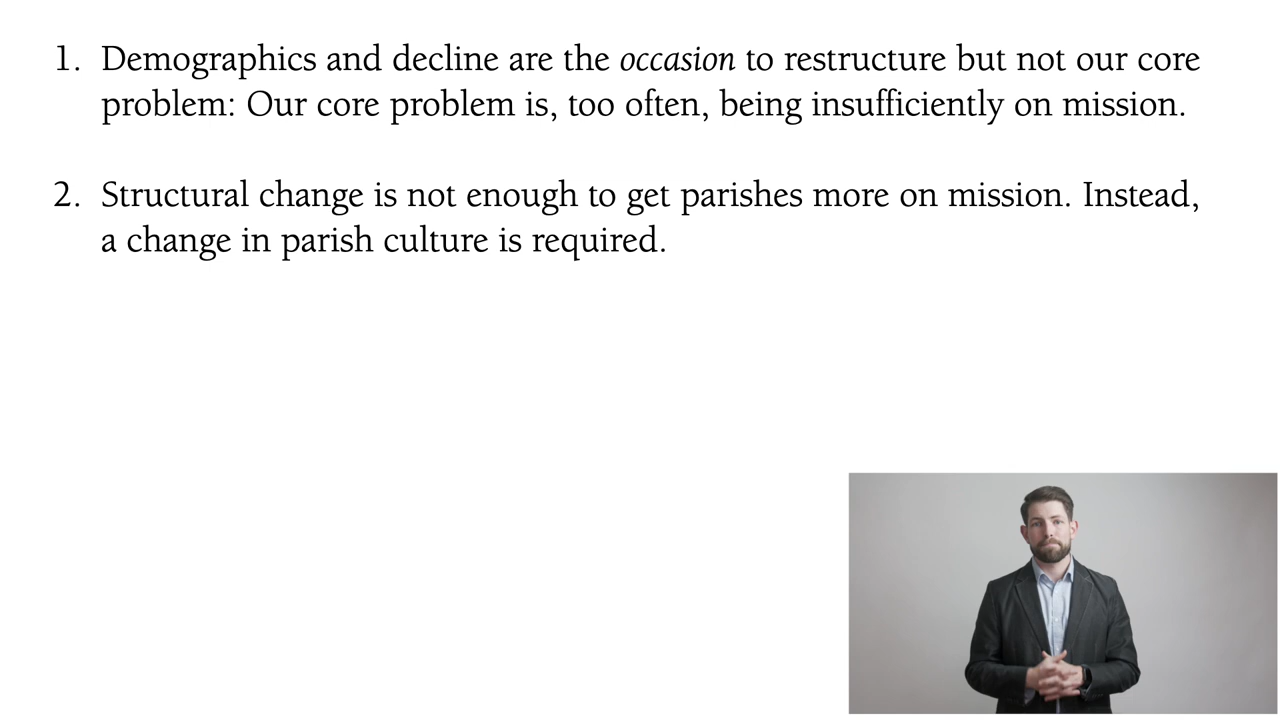 1. Demographics and decline are the occasion to restructure but not our core
problem: Our core problem is, too often, being insufficiently on mission.
2. Structural change is not enough to get parishes more on mission. Instead,
a change in parish culture is required.